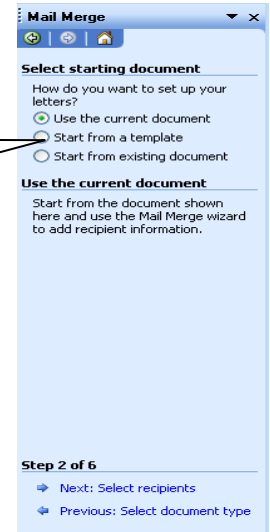 Mail Merge
Select starting document
How do you want to set up your
letters?
Use the current document
Start from a template
Start from existing document
Use the current document
Start from the document shown
here and use the Mail Merge wizard
to add recipient information.
Step 2 of 6
Next: Select recipients
Previous: Select document type